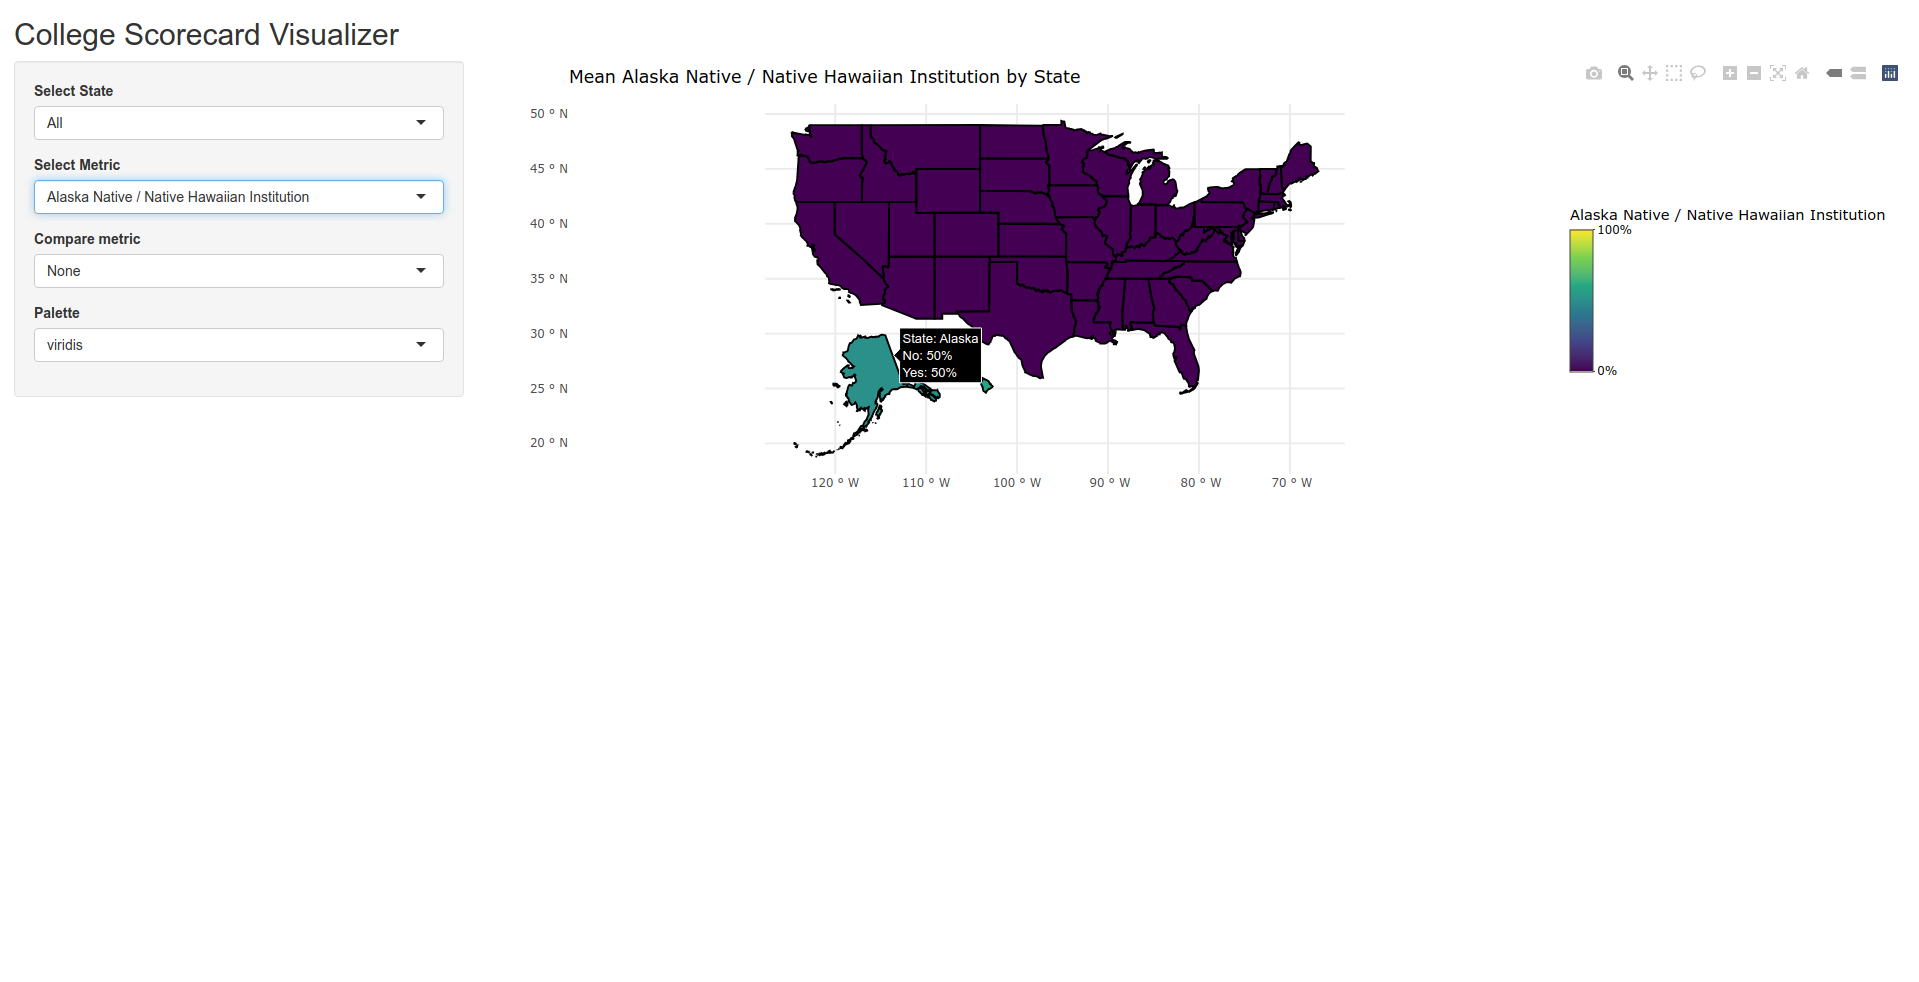 College Scorecard Visualizer
Select State
All
Select Metric
Alaska Native / Native Hawaiian Institution
Compare metric
None
Palette
viridis
Mean Alaska Native / Native Hawaiian Institution by State
50 ° N
45 ° N
40 ° N
35 ° N
30 ° N
25 ° N
20 ° N
120 ° W
110 ° W
100 ° W
90 ° W
80 ° W
70 ° W
State: Alaska
No: 50%
Yes: 50%
Alaska Native / Native Hawaiian Institution
100%
0%